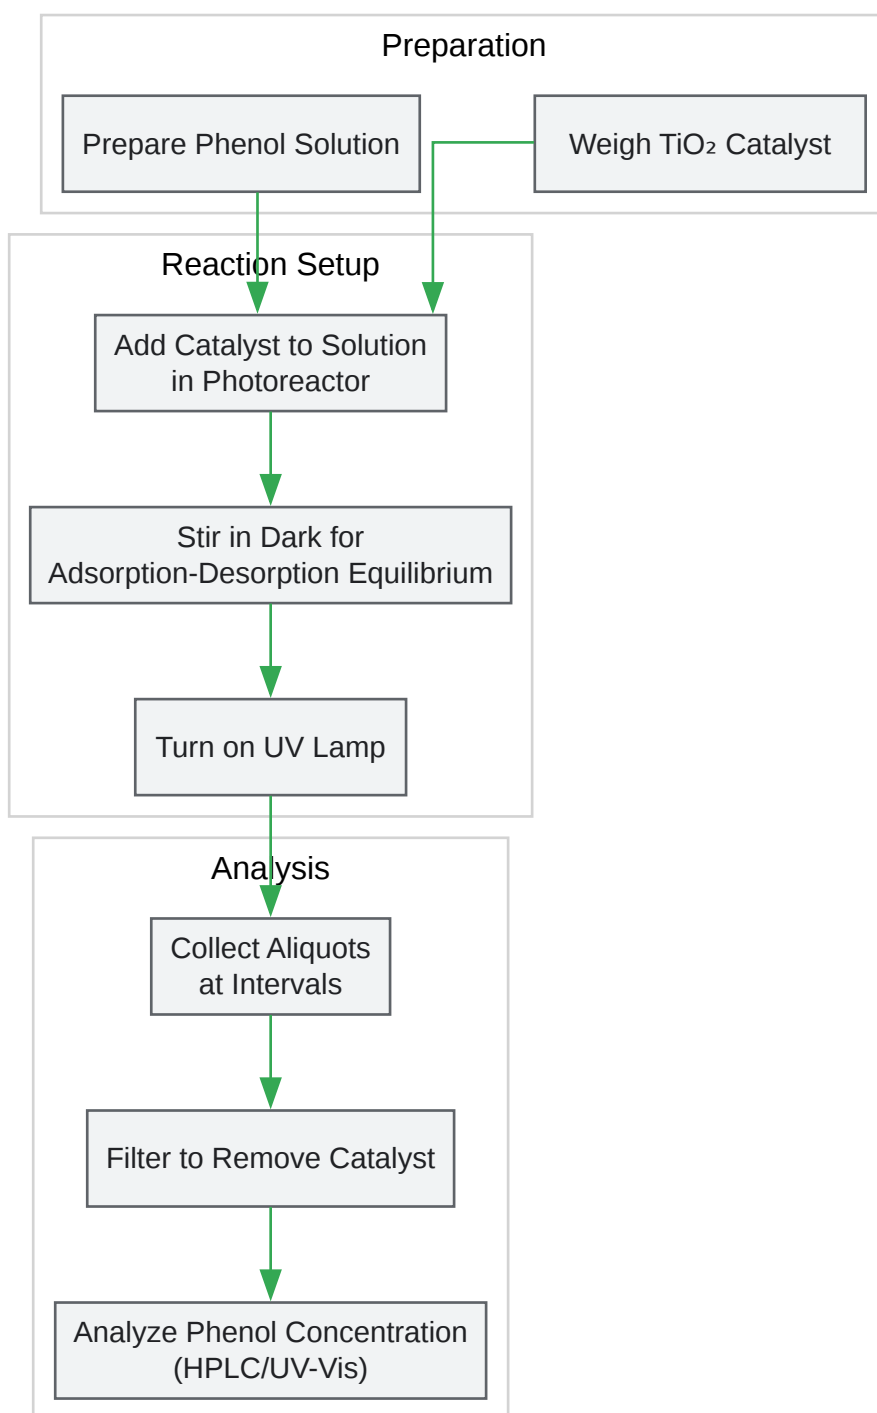 Preparation
Prepare Phenol Solution
Weigh TiO₂ Catalyst
Reaction Setup
Add Catalyst to Solution
in Photoreactor
Stir in Dark for
Adsorption-Desorption Equilibrium
Turn on UV Lamp
Analysis
Collect Aliquots
at Intervals
Filter to Remove Catalyst
Analyze Phenol Concentration
(HPLC/UV-Vis)